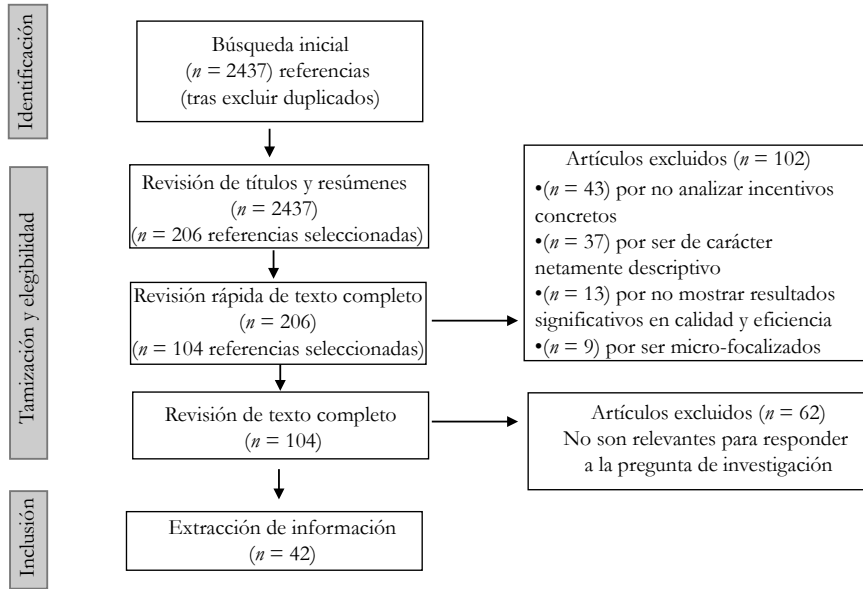 Identificación
Búsqueda inicial
(n = 2437) referencias
(tras excluir duplicados)
Tamización y elegibilidad
Revisión de títulos y resúmenes
(n = 2437)
(n = 206 referencias seleccionadas)
Revisión rápida de texto completo
(n = 206)
(n = 104 referencias seleccionadas)
Artículos excluidos (n = 102)
•(n = 43) por no analizar incentivos
concretos
•(n = 37) por ser de carácter
netamente descriptivo
•(n = 13) por no mostrar resultados
significativos en calidad y eficiencia
•(n = 9) por ser micro-focalizados
Revisión de texto completo
(n = 104)
Artículos excluidos (n = 62)
No son relevantes para responder
a la pregunta de investigación
Inclusión
Extracción de información
(n = 42)